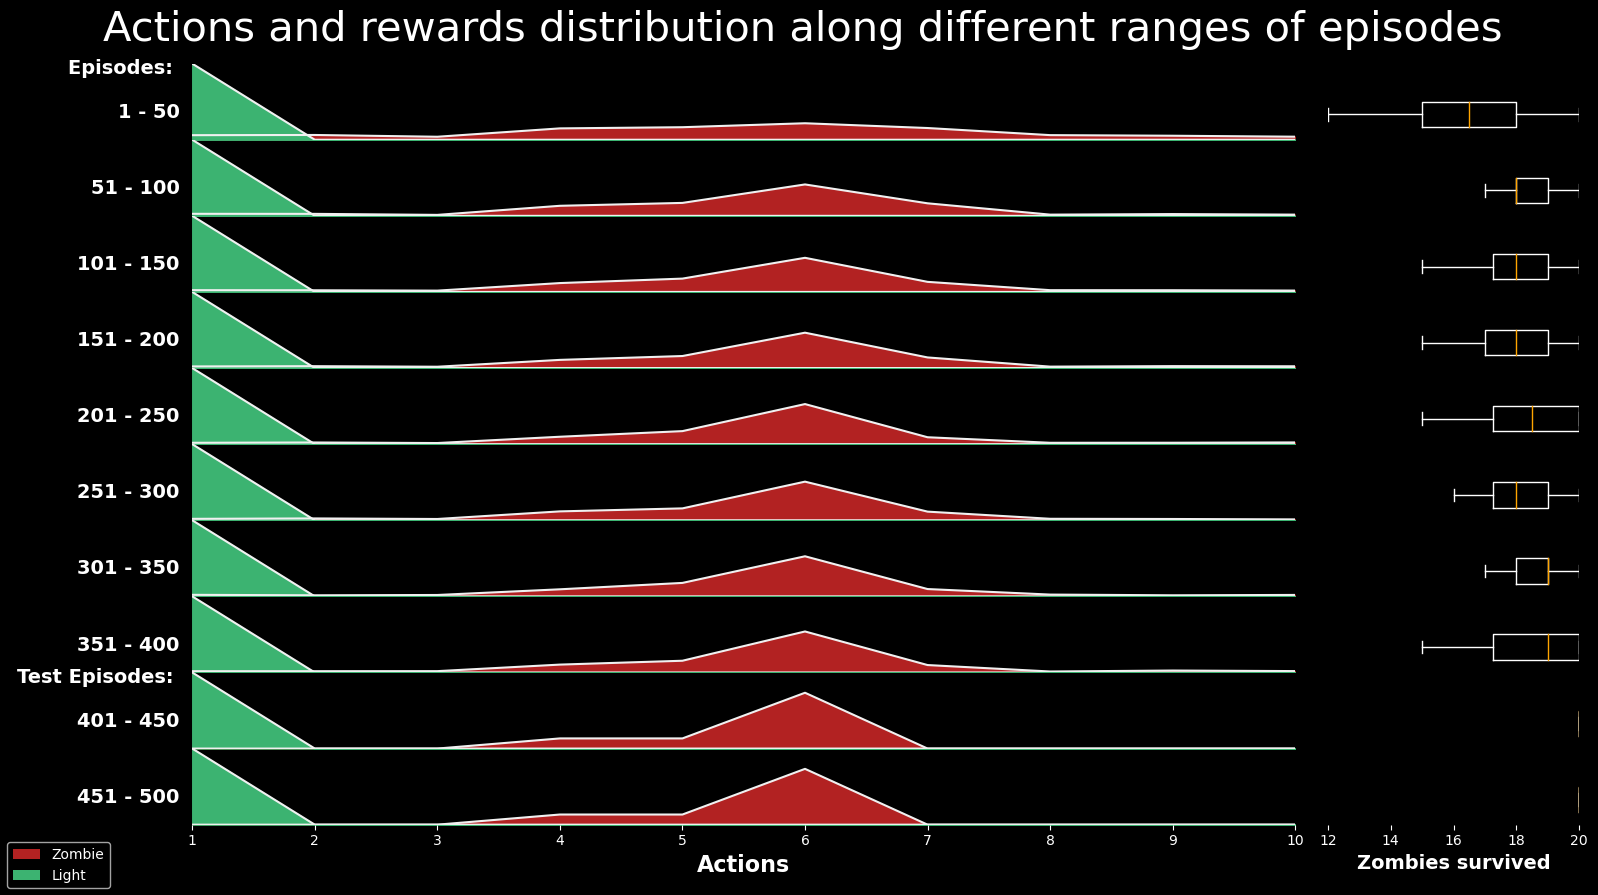 Actions and rewards distribution along different ranges of episodes
Episodes:
1 - 50
51 - 100
101 - 150
151 - 200
201 - 250
251 - 300
301 - 350
351 - 400
Test Episodes:
401 - 450
451 - 500
1 2 3 4 5 6 7 8 9 10
12 14 16 18 20
Actions
Zombies survived
Zombie
Light